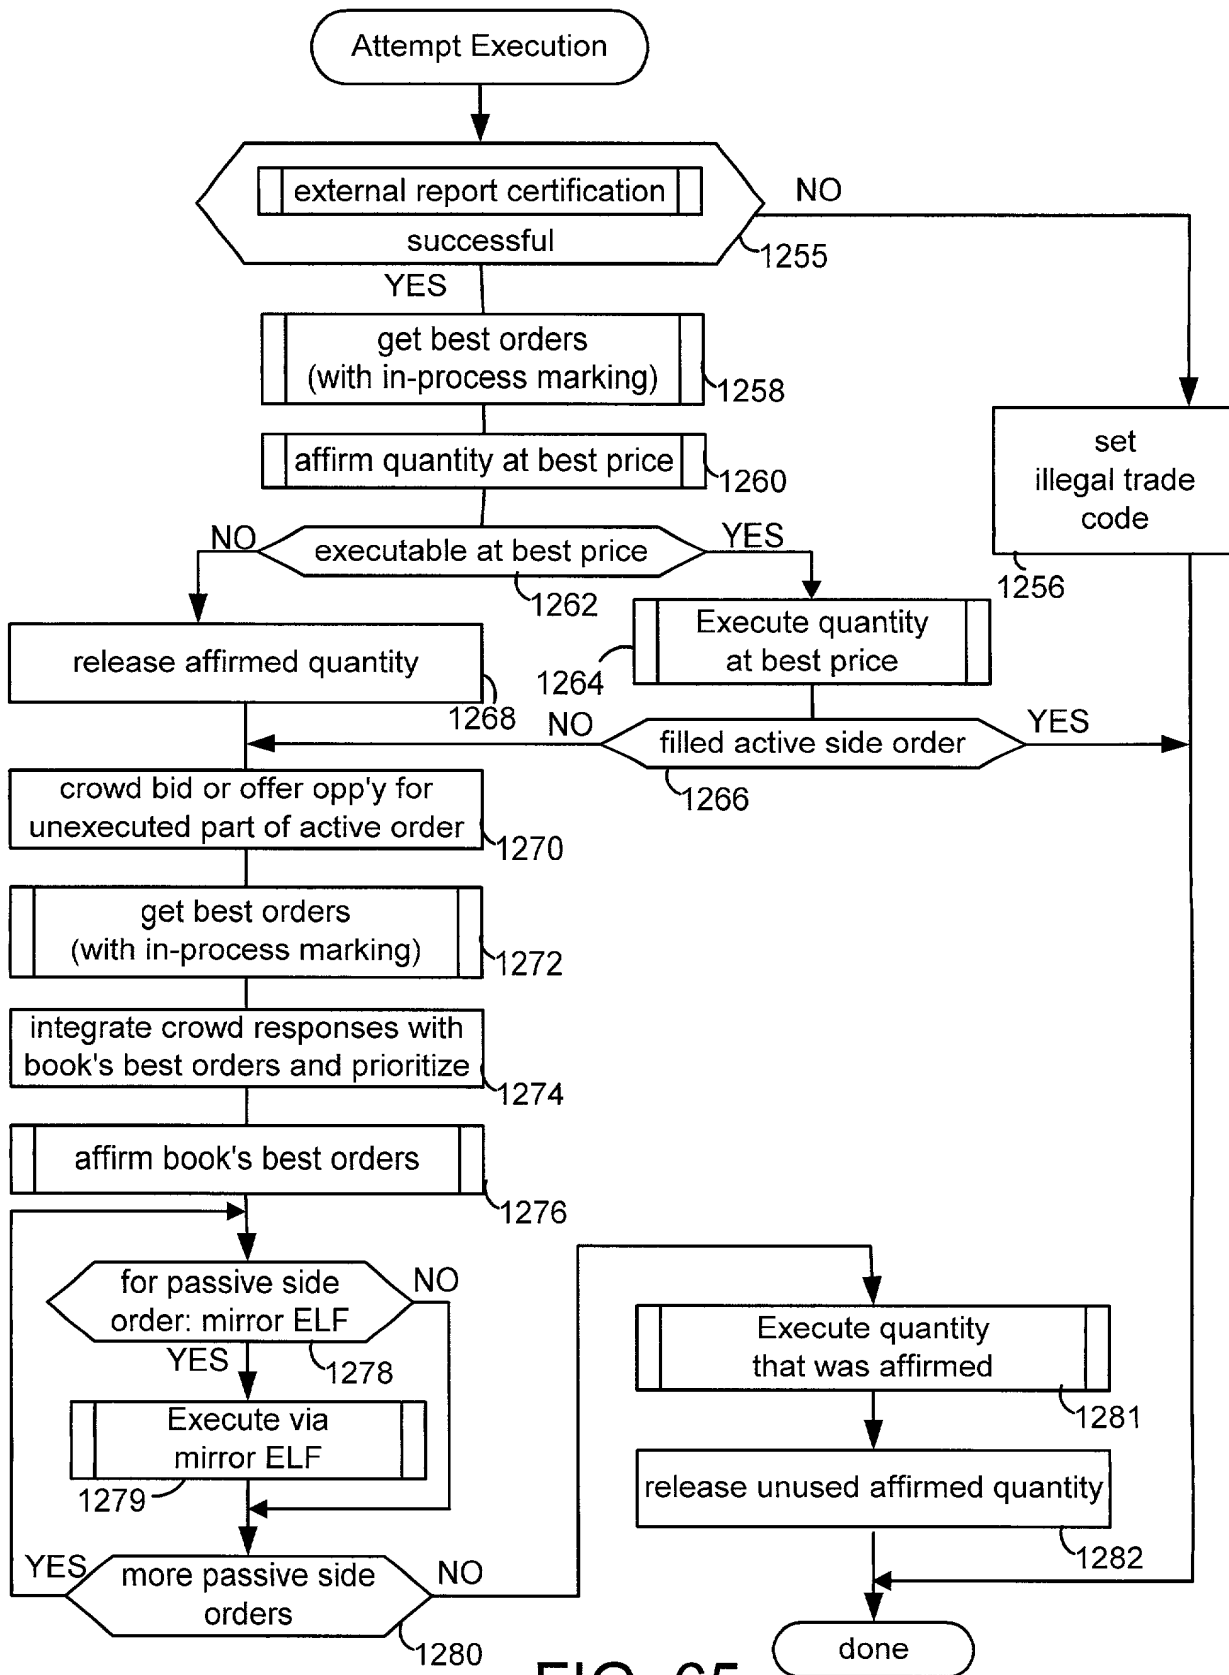 Attempt Execution
external report certification
successful
NO
1255
YES
get best orders
(with in-process marking)
1258
affirm quantity at best price
1260
set
illegal trade
code
1256
NO
executable at best price
YES
1262
Execute quantity
at best price
1264
release affirmed quantity
1268
NO
filled active side order
YES
1266
crowd bid or offer opp'y for
unexecuted part of active order
1270
get best orders
(with in-process marking)
1272
integrate crowd responses with
book's best orders and prioritize
1274
affirm book's best orders
1276
for passive side
order: mirror ELF
NO
YES
1278
Execute via
mirror ELF
1279
YES
more passive side
orders
NO
1280
Execute quantity
that was affirmed
1281
release unused affirmed quantity
1282
done
FIG. 65